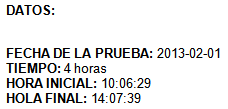 DATOS:
FECHA DE LA PRUEBA: 2013-02-01
TIEMPO: 4 horas
HORA INICIAL: 10:06:29
HOLA FINAL: 14:07:39